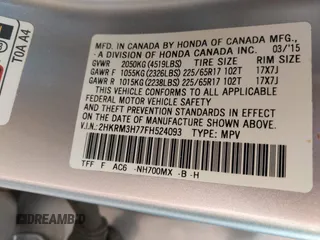 MFD. IN CANADA BY HONDA OF CANADA MFG.,
- A DIVISION OF HONDA CANADA INC. 03/'15
GVWR 2050KG (4519LBS) TIRE SIZE RIM SIZE
GAWR F 1055KG (2326LBS) 225/65R17 102T 17X7J
GAWR R 1015KG (2238LBS) 225/65R17 102T 17X7J
THIS VEHICLE CONFORMS TO ALL APPLICABLE
FEDERAL MOTOR VEHICLE SAFETY, BUMPER,
AND THEFT PREVENTION STANDARDS IN EFFECT
ON THE DATE OF MANUFACTURE SHOWN ABOVE.
V.I.N.:2HKRM3H77FH524093 TYPE: MPV
TFF F AC6 -NH700MX -B -H
T0A A4
DREAMBID